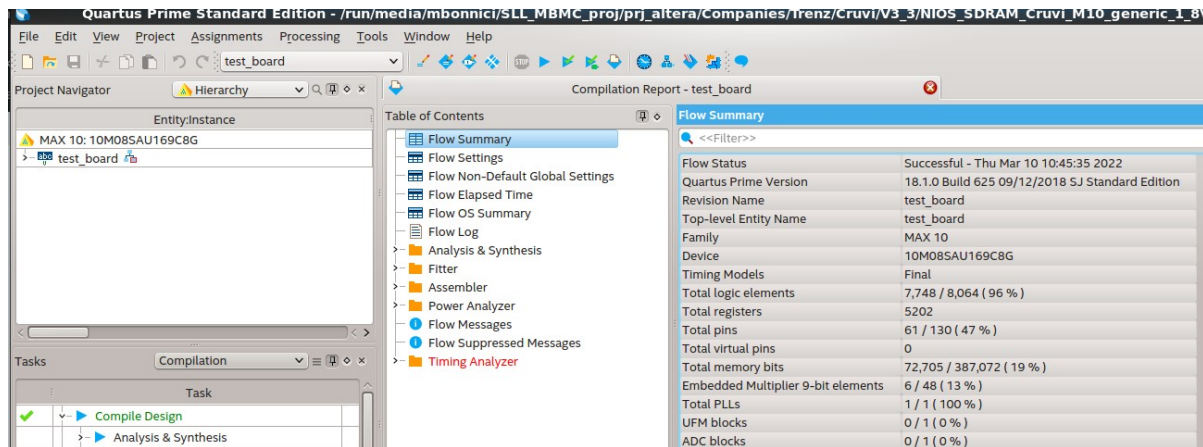 Quartus Prime Standard Edition - /run/media/mbonnici/SLL_MBMC_proj/prj_altera/Companies/Trenz/Cruvi/V3_3/NIOS_SDRAM_Cruvi_M10_generic_1_8
File Edit View Project Assignments Processing Tools Window Help
test_board
STOP
Project Navigator
Hierarchy
Compilation Report - test_board
Entity:Instance
MAX 10: 10M08SAU169C8G
test_board
Table of Contents
Flow Summary
Flow Settings
Flow Non-Default Global Settings
Flow Elapsed Time
Flow OS Summary
Flow Log
Analysis & Synthesis
Fitter
Assembler
Power Analyzer
Flow Messages
Flow Suppressed Messages
Timing Analyzer
Flow Summary
<<Filter>>
Flow Status Successful - Thu Mar 10 10:45:35 2022
Quartus Prime Version 18.1.0 Build 625 09/12/2018 SJ Standard Edition
Revision Name test_board
Top-level Entity Name test_board
Family MAX 10
Device 10M08SAU169C8G
Timing Models Final
Total logic elements 7,748 / 8,064 ( 96 % )
Total registers 5202
Total pins 61 / 130 ( 47 % )
Total virtual pins 0
Total memory bits 72,705 / 387,072 ( 19 % )
Embedded Multiplier 9-bit elements 6 / 48 ( 13 % )
Total PLLs 1 / 1 ( 100 % )
UFM blocks 0 / 1 ( 0 % )
ADC blocks 0 / 1 ( 0 % )
Tasks
Compilation
Task
Compile Design
Analysis & Synthesis